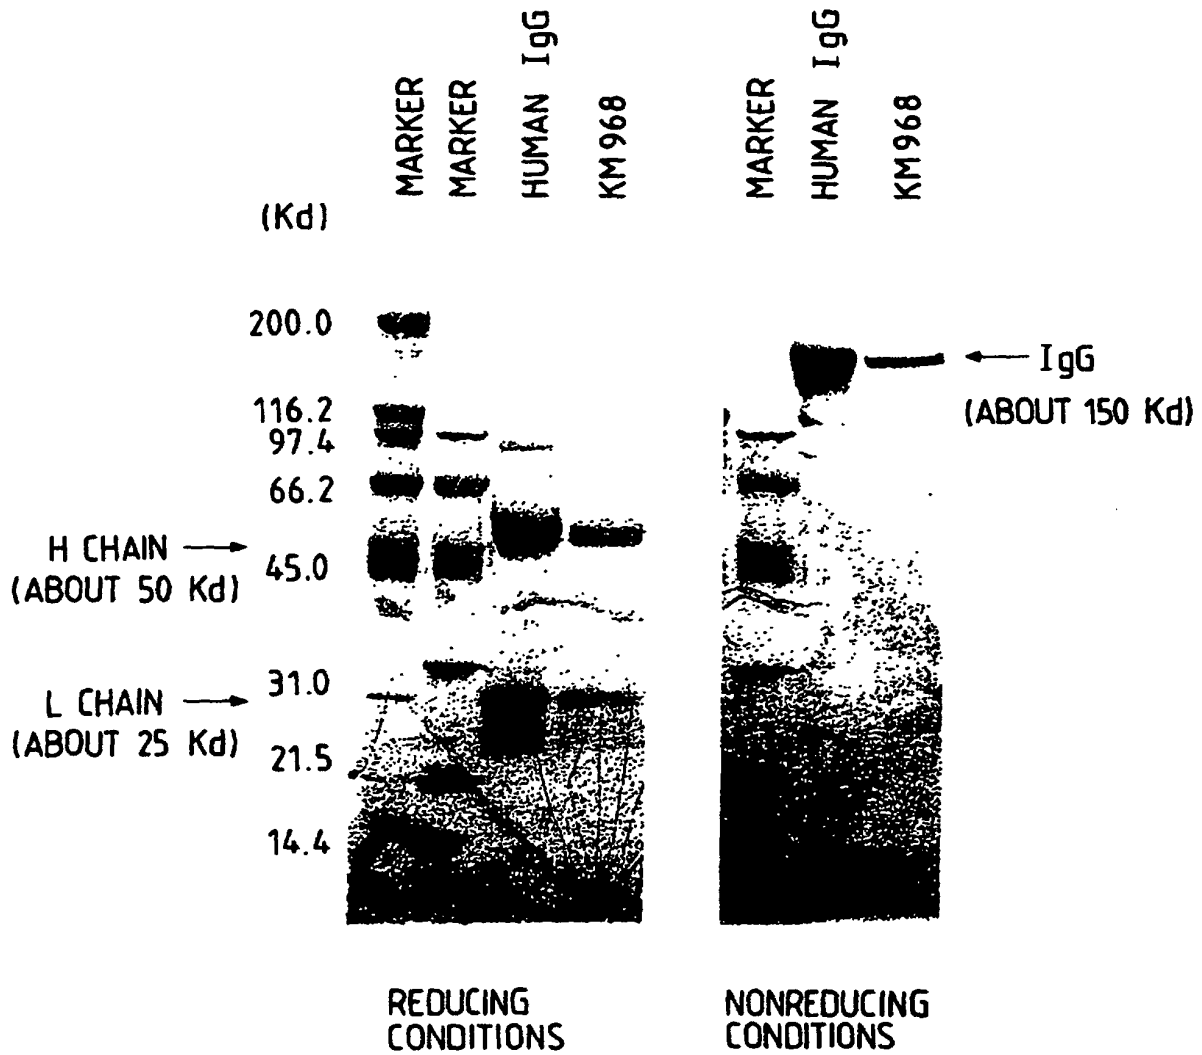 MARKER
MARKER
HUMAN IgG
KM968
MARKER
HUMAN IgG
KM968
(Kd)
200.0
116.2
97.4
66.2
45.0
31.0
21.5
14.4
H CHAIN
(ABOUT 50 Kd)
L CHAIN
(ABOUT 25 Kd)
IgG
(ABOUT 150 Kd)
REDUCING
CONDITIONS
NONREDUCING
CONDITIONS